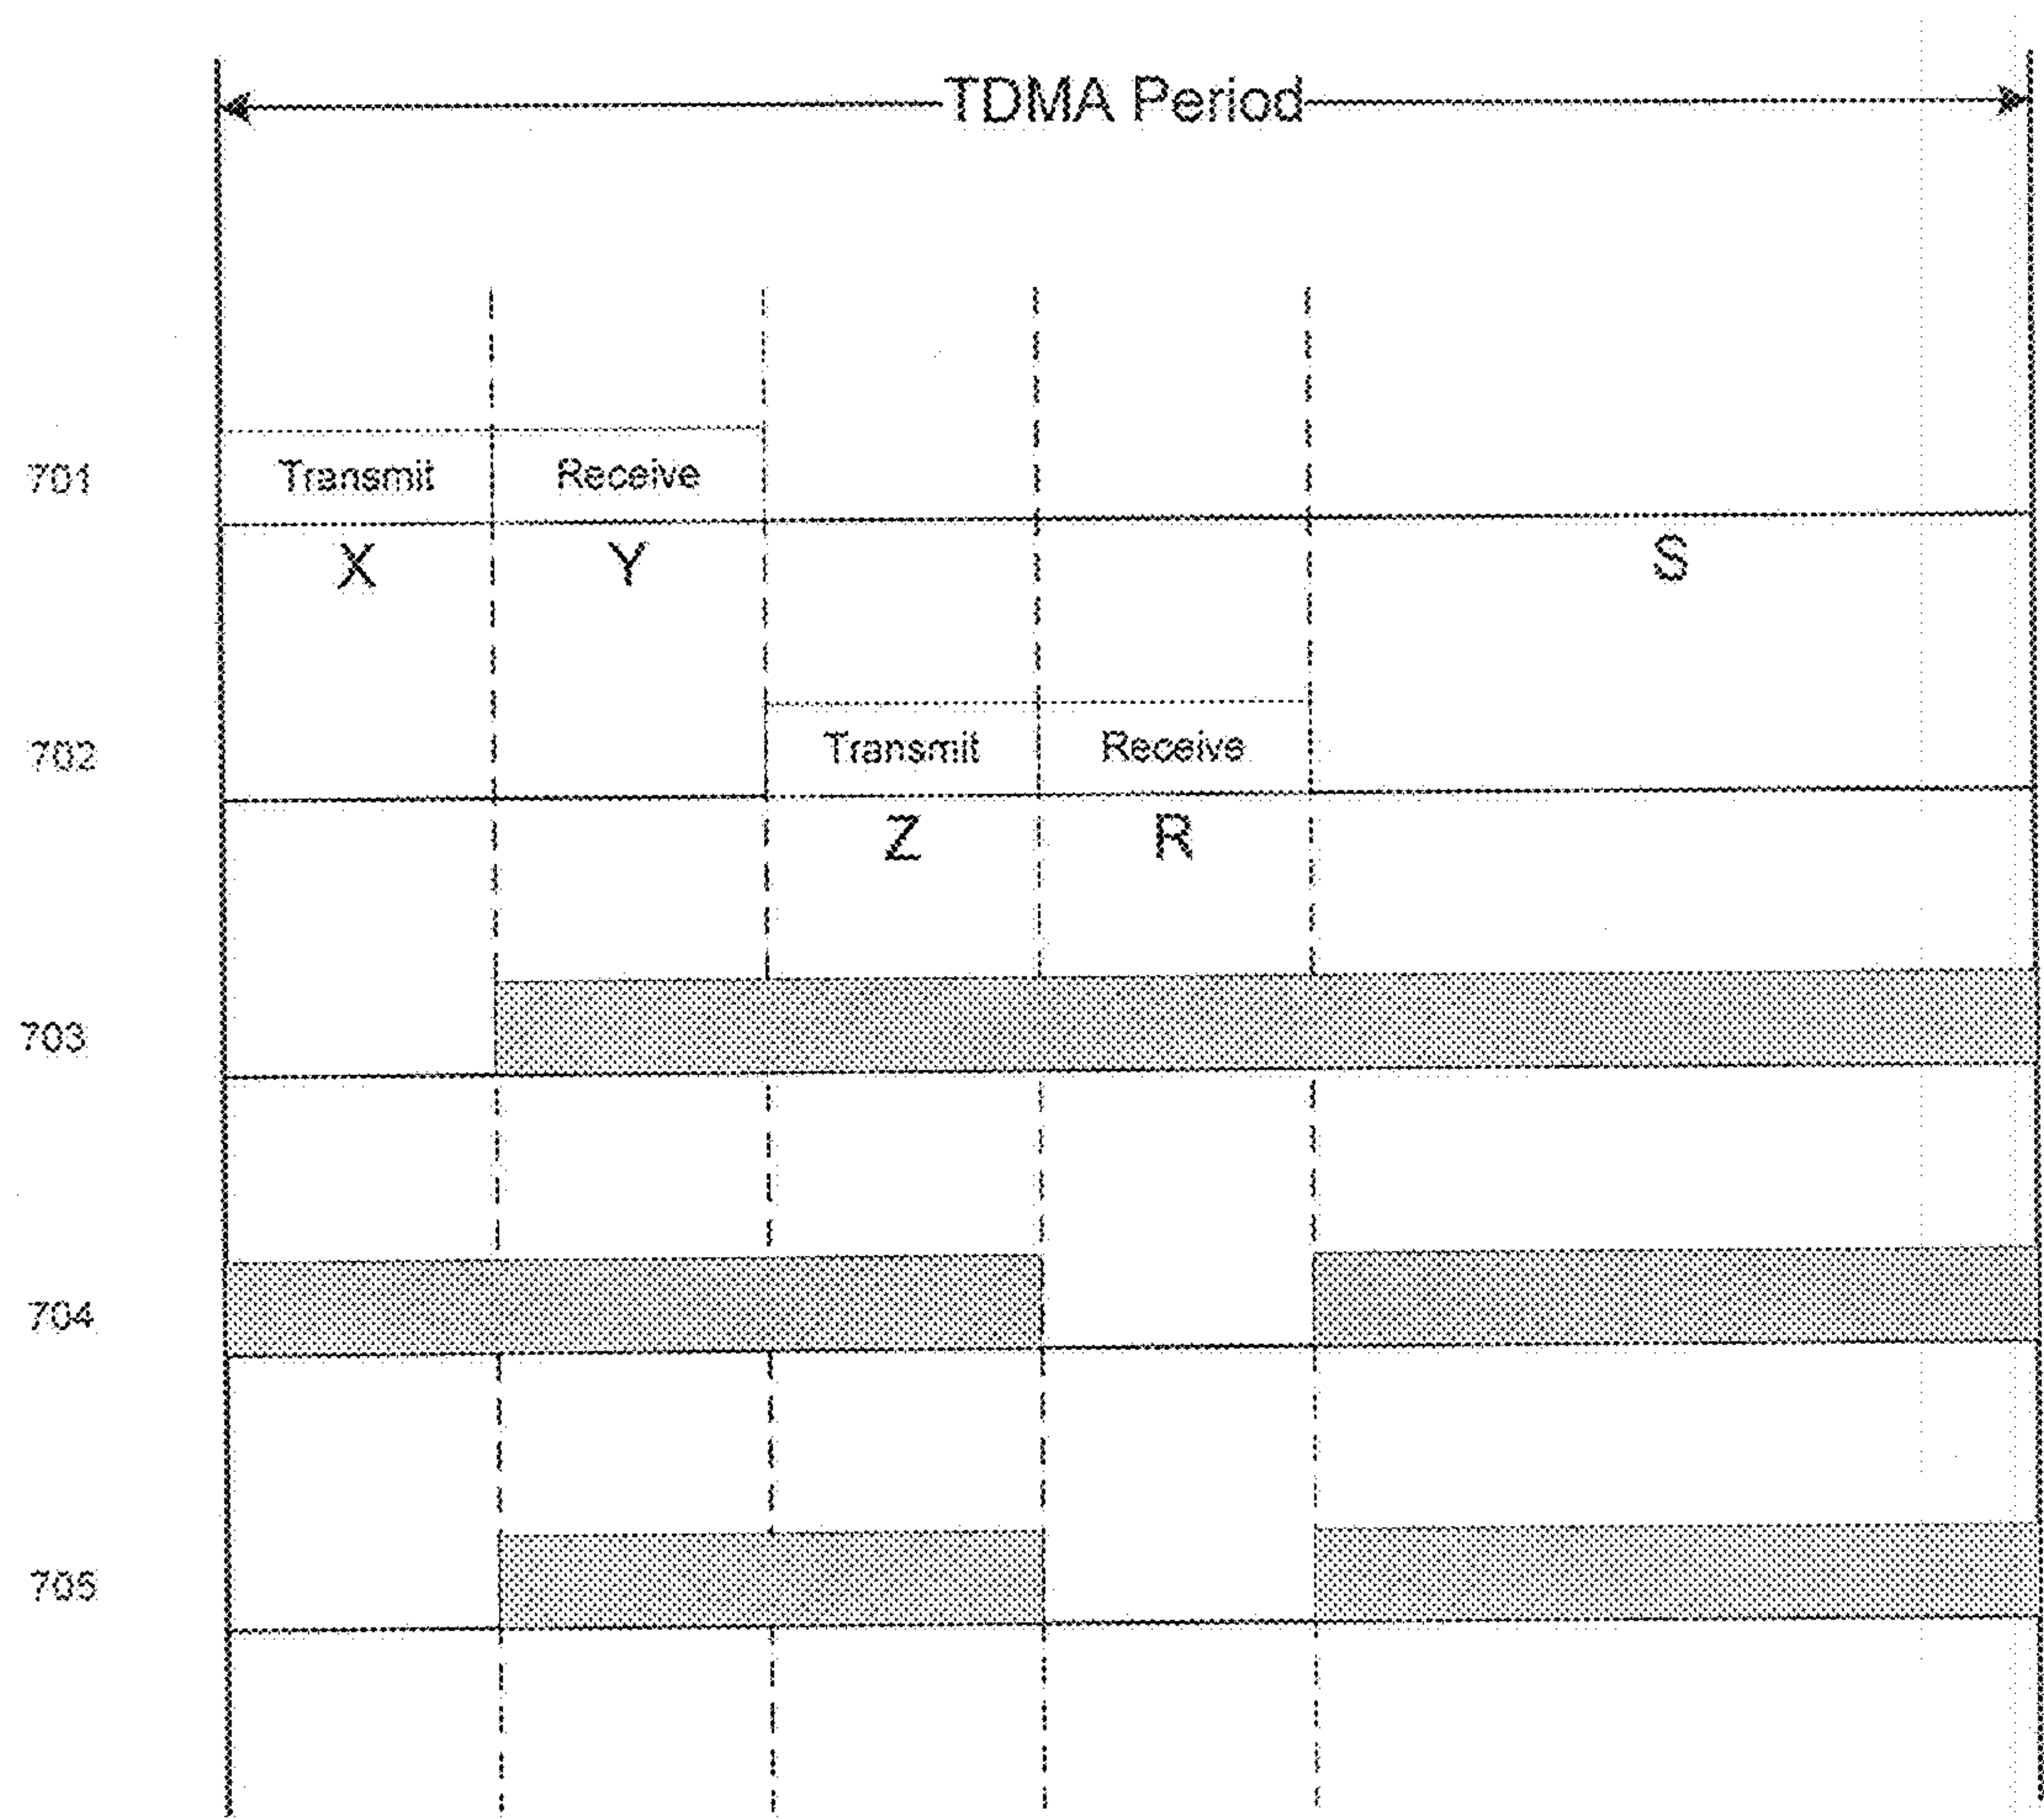 TDMA Period
701 Transmit Receive
X Y S
702 Transmit Receive
Z R
703
704
705